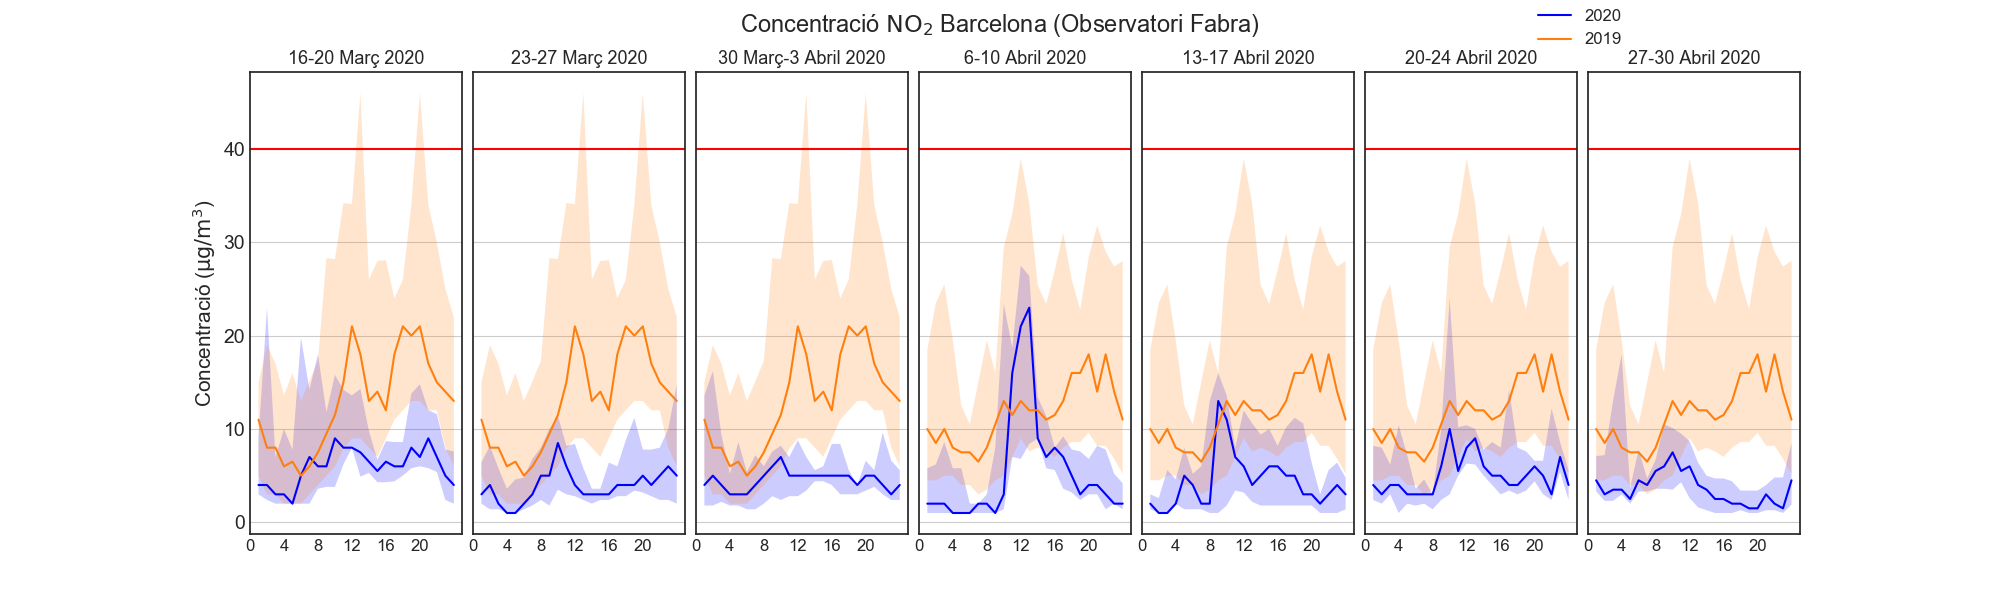 Concentració NO₂ Barcelona (Observatori Fabra)
2020
2019
16-20 Març 2020
23-27 Març 2020
30 Març-3 Abril 2020
6-10 Abril 2020
13-17 Abril 2020
20-24 Abril 2020
27-30 Abril 2020
Concentració (µg/m³)
40
30
20
10
0
0 4 8 12 16 20
0 4 8 12 16 20
0 4 8 12 16 20
0 4 8 12 16 20
0 4 8 12 16 20
0 4 8 12 16 20
0 4 8 12 16 20